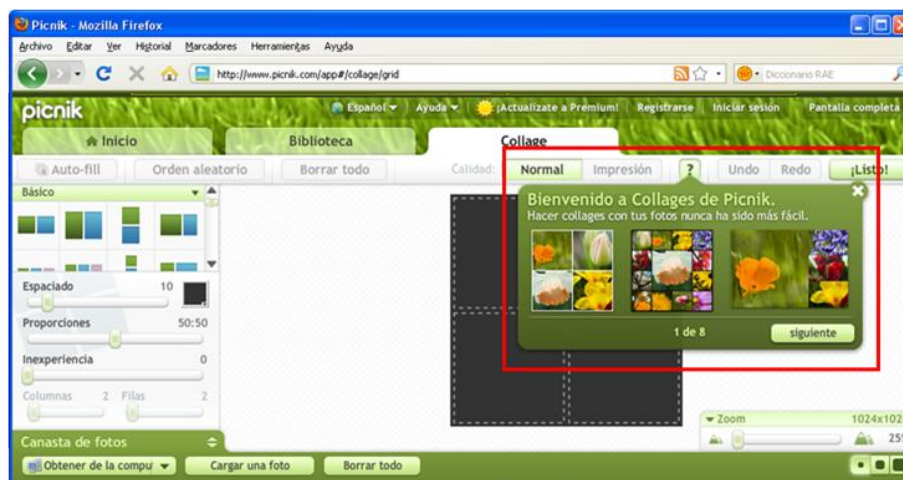 Picnik - Mozilla Firefox
Archivo Editar Ver Historial Marcadores Herramientas Ayuda
http://www.picnik.com/app#/collage/grid Diccionario RAE
picnik Español Ayuda ¡Actualízate a Premium! Registrarse Iniciar sesión Pantalla completa
Inicio Biblioteca Collage
Auto-fill Orden aleatorio Borrar todo Calidad: Normal Impresión ? Undo Redo ¡Listo!
Básico
Bienvenido a Collages de Picnik.
Hacer collages con tus fotos nunca ha sido más fácil.
Espaciado 10
Proporciones 50:50
1 de 8 siguiente
Inexperiencia 0
Columnas 2 Filas 2
Zoom 1024x102
Canasta de fotos 25
Obtener de la compu Cargar una foto Borrar todo